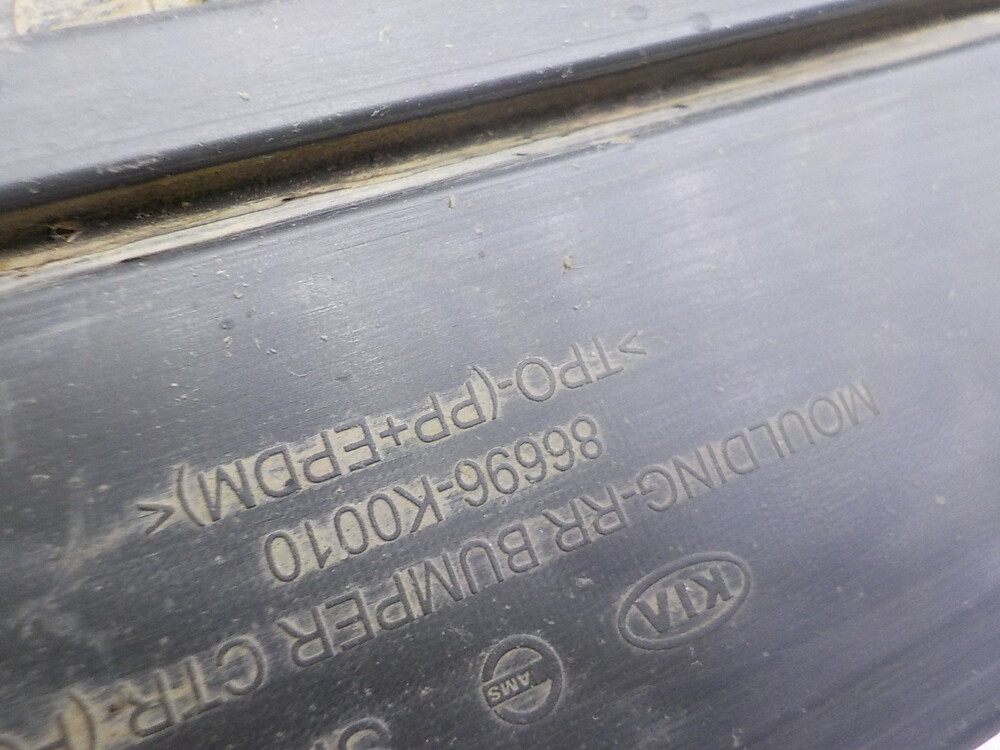 KIA AMS
MOULDING-RR BUMPER CTR
86696-K0010
>TPO-(PP+EPDM)<